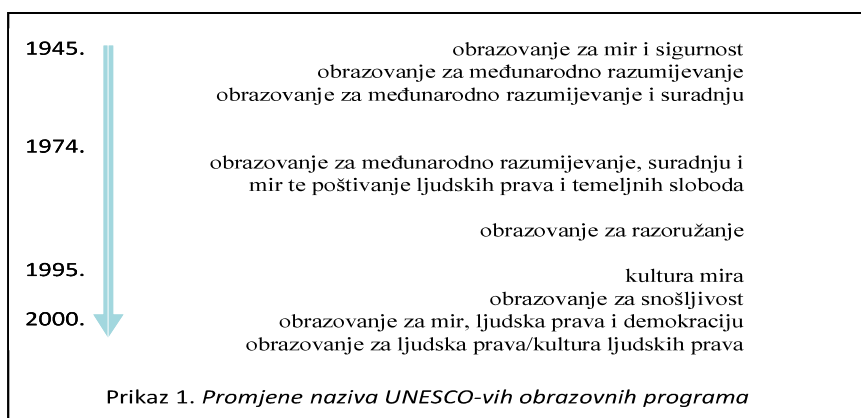 1945.
obrazovanje za mir i sigurnost
obrazovanje za međunarodno razumijevanje
obrazovanje za međunarodno razumijevanje i suradnju
1974.
obrazovanje za međunarodno razumijevanje, suradnju i
mir te poštivanje ljudskih prava i temeljnih sloboda
obrazovanje za razoružanje
1995.
kultura mira
obrazovanje za snošljivost
2000.
obrazovanje za mir, ljudska prava i demokraciju
obrazovanje za ljudska prava/kultura ljudskih prava
Prikaz 1. Promjene naziva UNESCO-vih obrazovnih programa